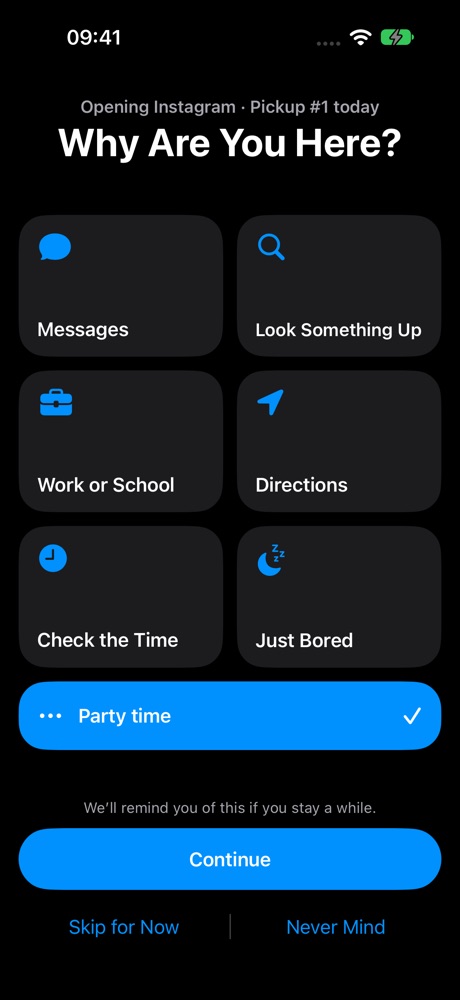 09:41
Opening Instagram · Pickup #1 today
Why Are You Here?
Messages
Look Something Up
Work or School
Directions
Check the Time
Just Bored
Party time
We’ll remind you of this if you stay a while.
Continue
Skip for Now
Never Mind